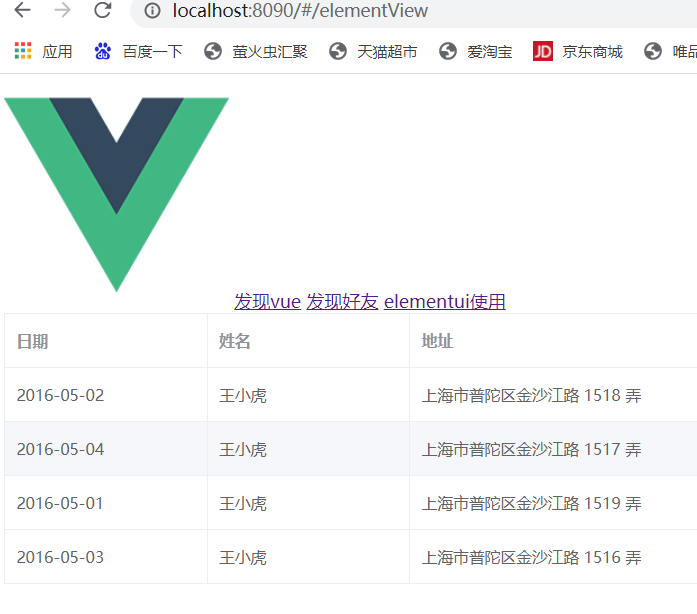 localhost:8090/#/elementView
应用 百度一下 萤火虫汇聚 天猫超市 爱淘宝 JD 京东商城 唯品
发现vue 发现好友 elementui使用
日期 姓名 地址
2016-05-02 王小虎 上海市普陀区金沙江路 1518 弄
2016-05-04 王小虎 上海市普陀区金沙江路 1517 弄
2016-05-01 王小虎 上海市普陀区金沙江路 1519 弄
2016-05-03 王小虎 上海市普陀区金沙江路 1516 弄